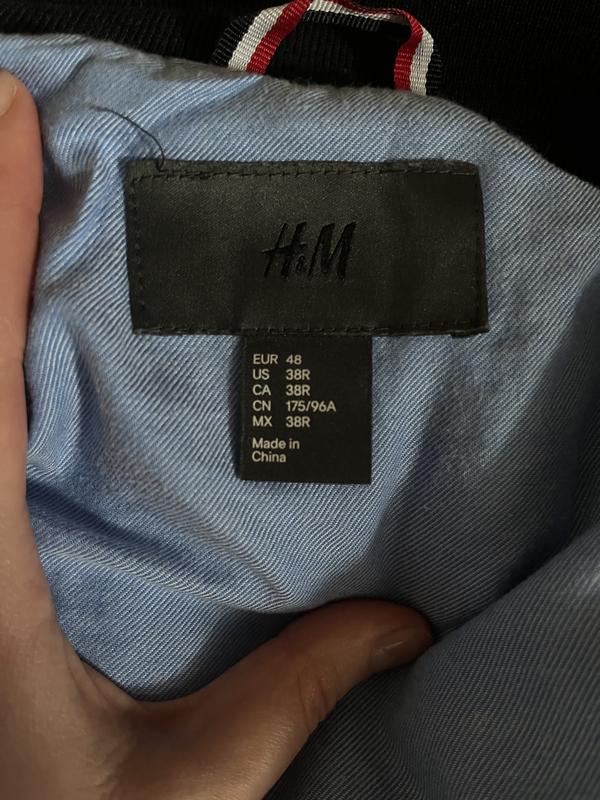 H&M
EUR 48
US 38R
CA 38R
CN 175/96A
MX 38R
Made in
China